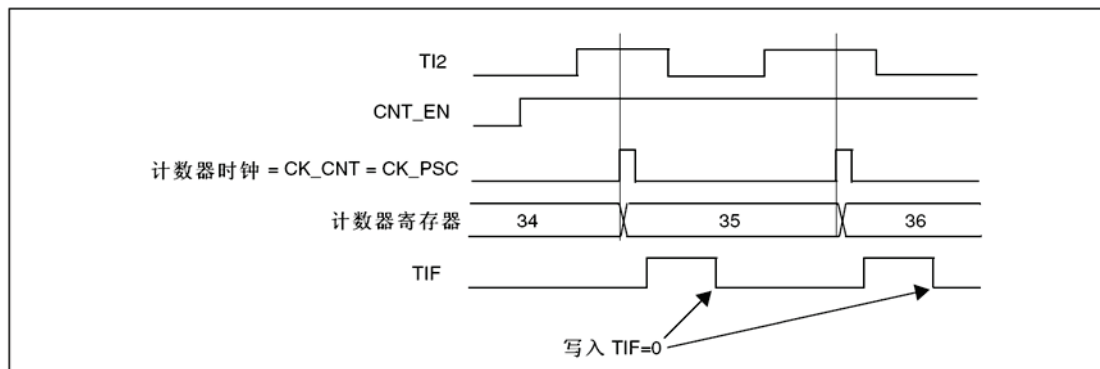 TI2
CNT_EN
计数器时钟 = CK_CNT = CK_PSC
计数器寄存器 34 35 36
TIF
写入 TIF=0